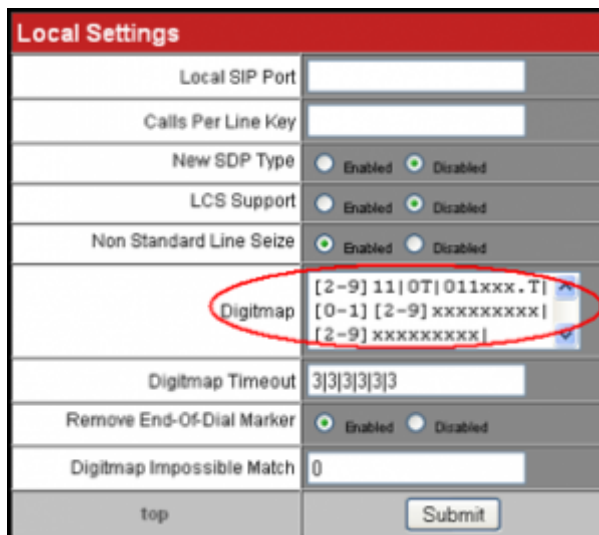 Local Settings
Local SIP Port
Calls Per Line Key
New SDP Type Enabled Disabled
LCS Support Enabled Disabled
Non Standard Line Seize Enabled Disabled
[2-9]11|0T|011xxx.T|
Digitmap [0-1][2-9]xxxxxxxxx|
[2-9]xxxxxxxxx|
Digitmap Timeout 3|3|3|3|3|3
Remove End-Of-Dial Marker Enabled Disabled
Digitmap Impossible Match 0
top Submit